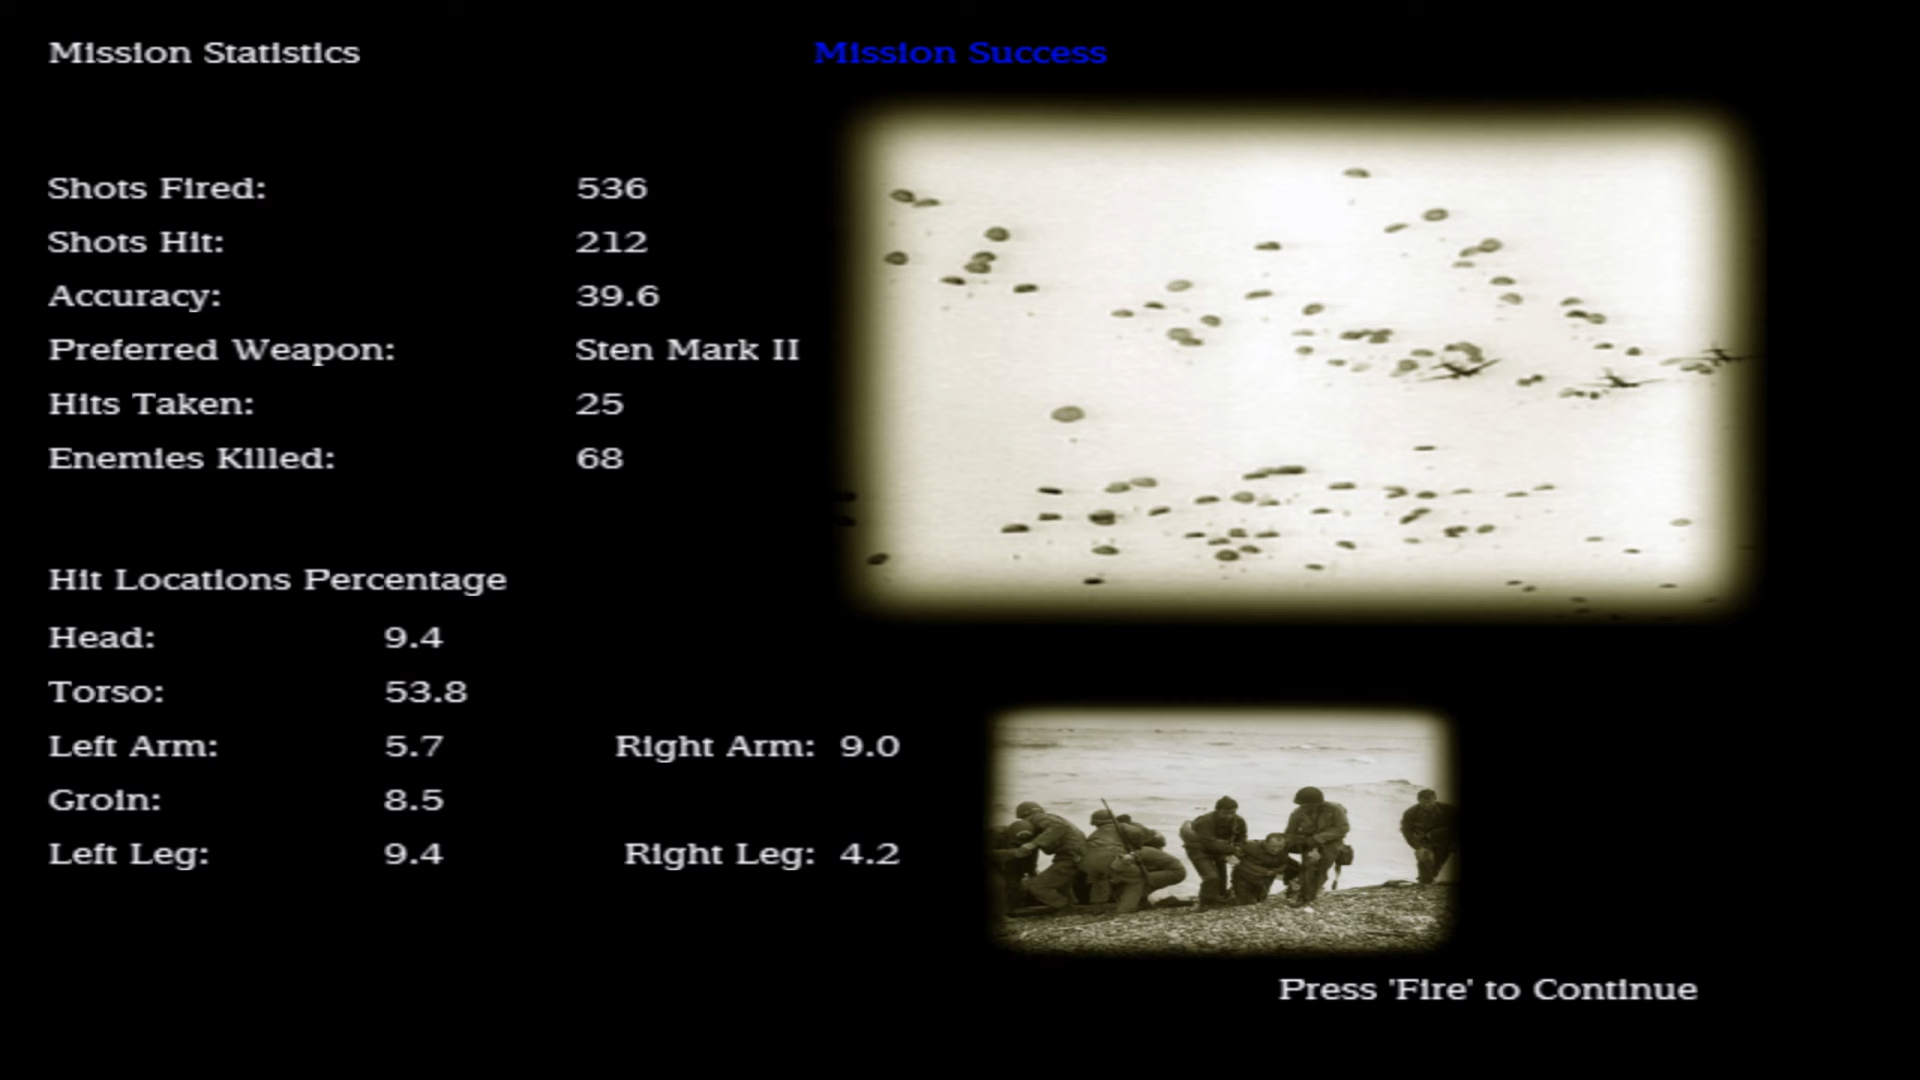 Mission Statistics
Mission Success
Shots Fired: 536
Shots Hit: 212
Accuracy: 39.6
Preferred Weapon: Sten Mark II
Hits Taken: 25
Enemies Killed: 68
Hit Locations Percentage
Head: 9.4
Torso: 53.8
Left Arm: 5.7 Right Arm: 9.0
Groin: 8.5
Left Leg: 9.4 Right Leg: 4.2
Press 'Fire' to Continue